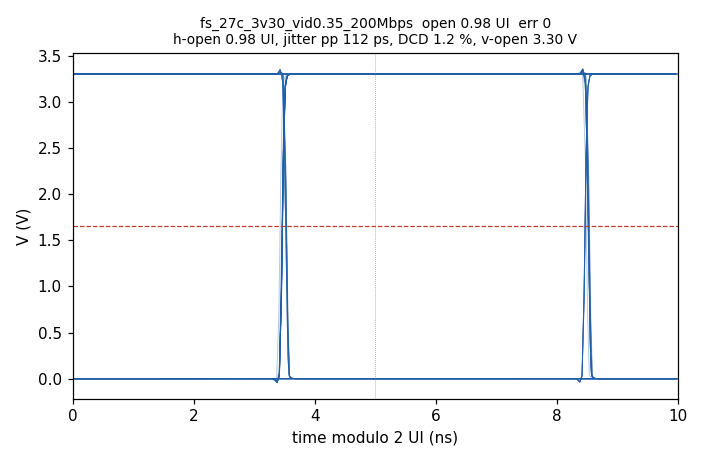 fs_27c_3v30_vid0.35_200Mbps  open 0.98 UI  err 0
h-open 0.98 UI, jitter pp 112 ps, DCD 1.2 %, v-open 3.30 V
3.5
3.0
2.5
2.0
1.5
1.0
0.5
0.0
V (V)
0 2 4 6 8 10
time modulo 2 UI (ns)